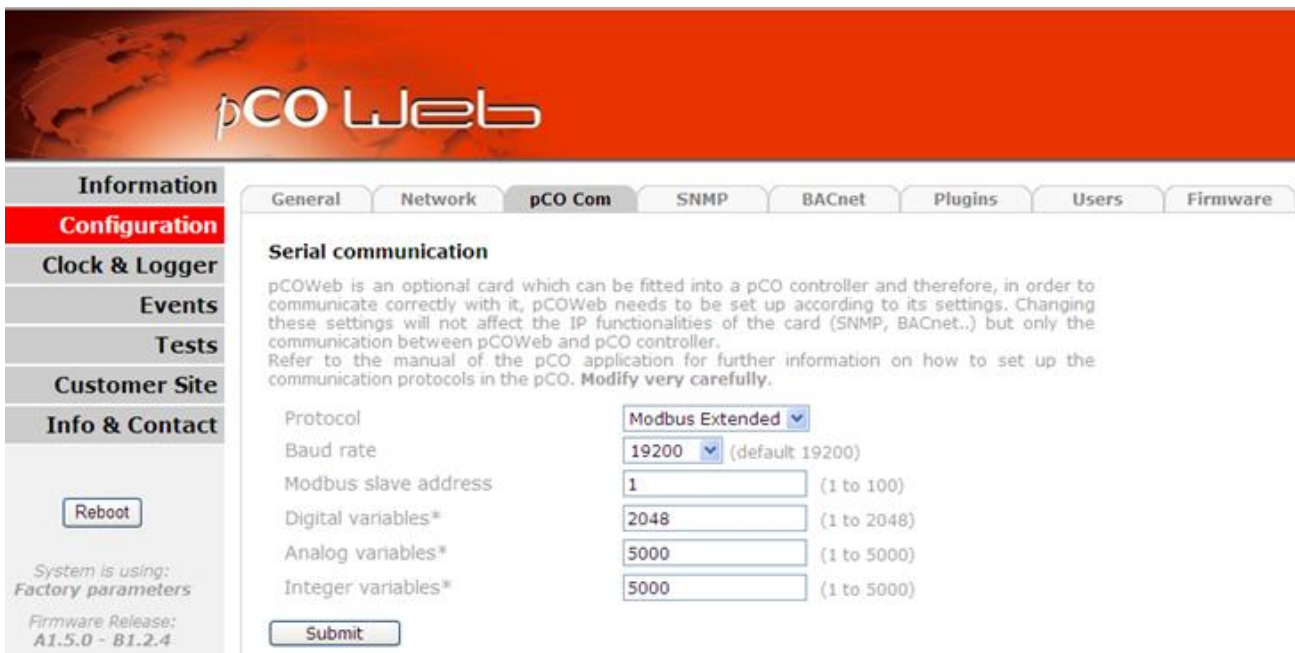 pCO Web
Information
Configuration
Clock & Logger
Events
Tests
Customer Site
Info & Contact
Reboot
System is using:
Factory parameters
Firmware Release:
A1.5.0 - B1.2.4
General Network pCO Com SNMP BACnet Plugins Users Firmware
Serial communication
pCOWeb is an optional card which can be fitted into a pCO controller and therefore, in order to
communicate correctly with it, pCOWeb needs to be set up according to its settings. Changing
these settings will not affect the IP functionalities of the card (SNMP, BACnet..) but only the
communication between pCOWeb and pCO controller.
Refer to the manual of the pCO application for further information on how to set up the
communication protocols in the pCO. Modify very carefully.
Protocol Modbus Extended
Baud rate 19200 (default 19200)
Modbus slave address 1 (1 to 100)
Digital variables* 2048 (1 to 2048)
Analog variables* 5000 (1 to 5000)
Integer variables* 5000 (1 to 5000)
Submit